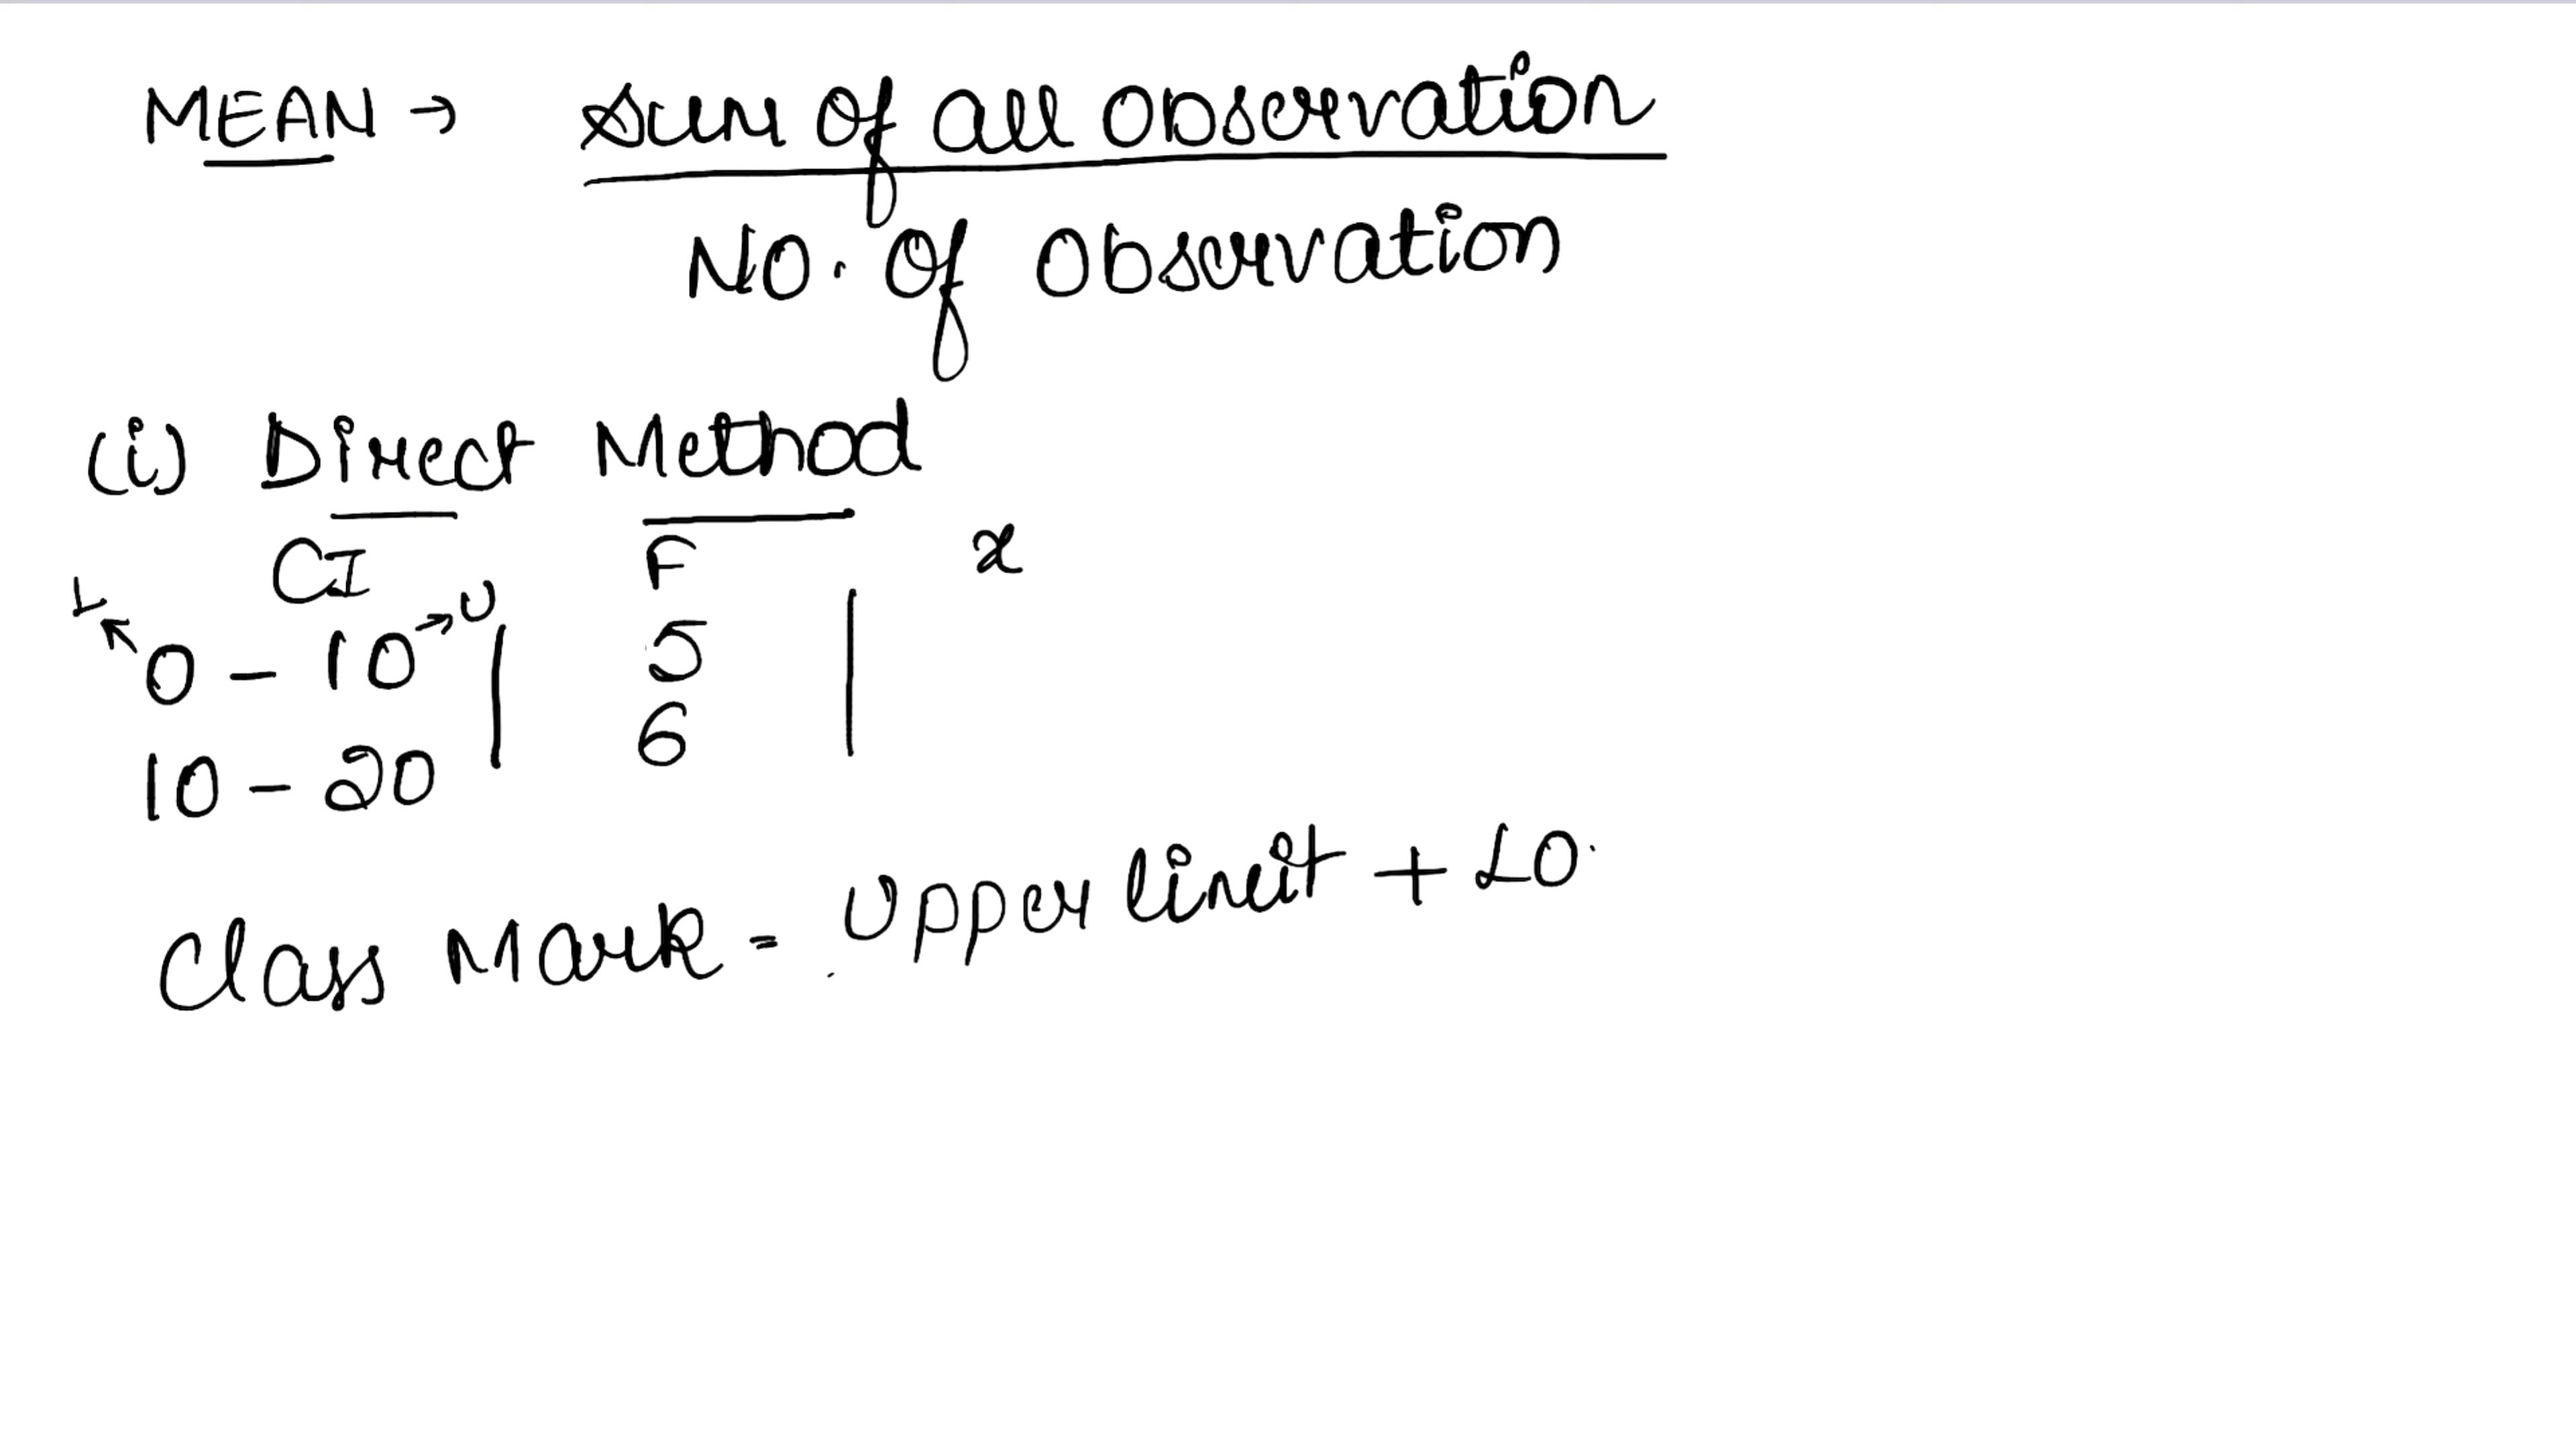 MEAN → Sum of all observation
No. of observation
(i) Direct Method
CI F x
L 0 - 10 → U | 5 |
10 - 20 | 6 |
Class Mark = Upper limit + LO